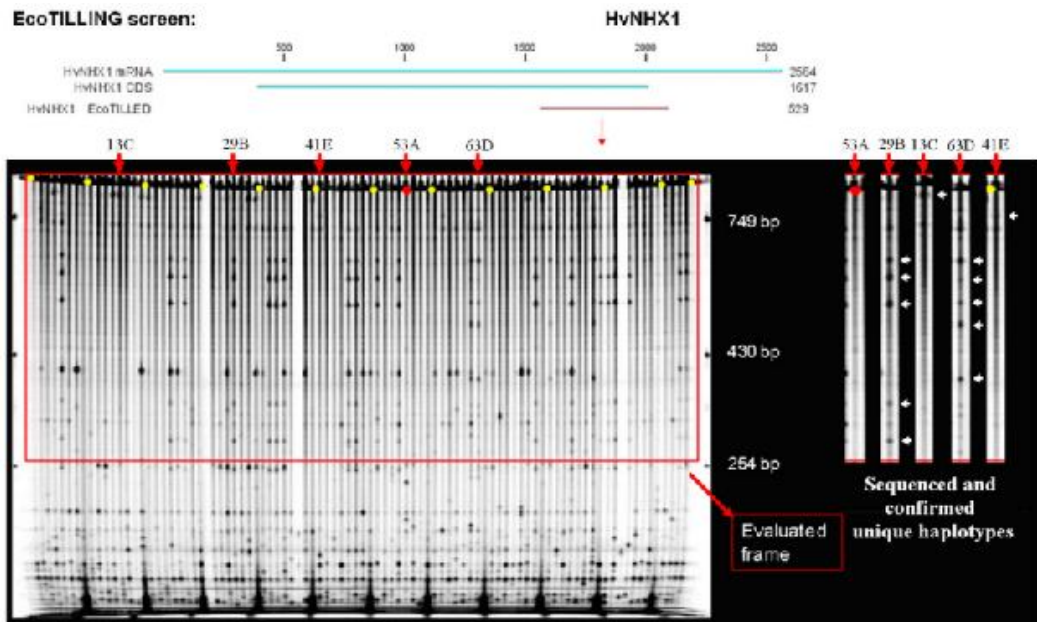 EcoTILLING screen: HvNHX1
500 1000 1500 2000 2500
HvNHX1 mRNA 2564
HvNHX1 CDS 1617
HvNHX1 EcoTILLED 529
13C 29B 41E 53A 63D 53A 29B 13C 63D 41E
749 bp
430 bp
254 bp
Sequenced and
confirmed
unique haplotypes
Evaluated
frame